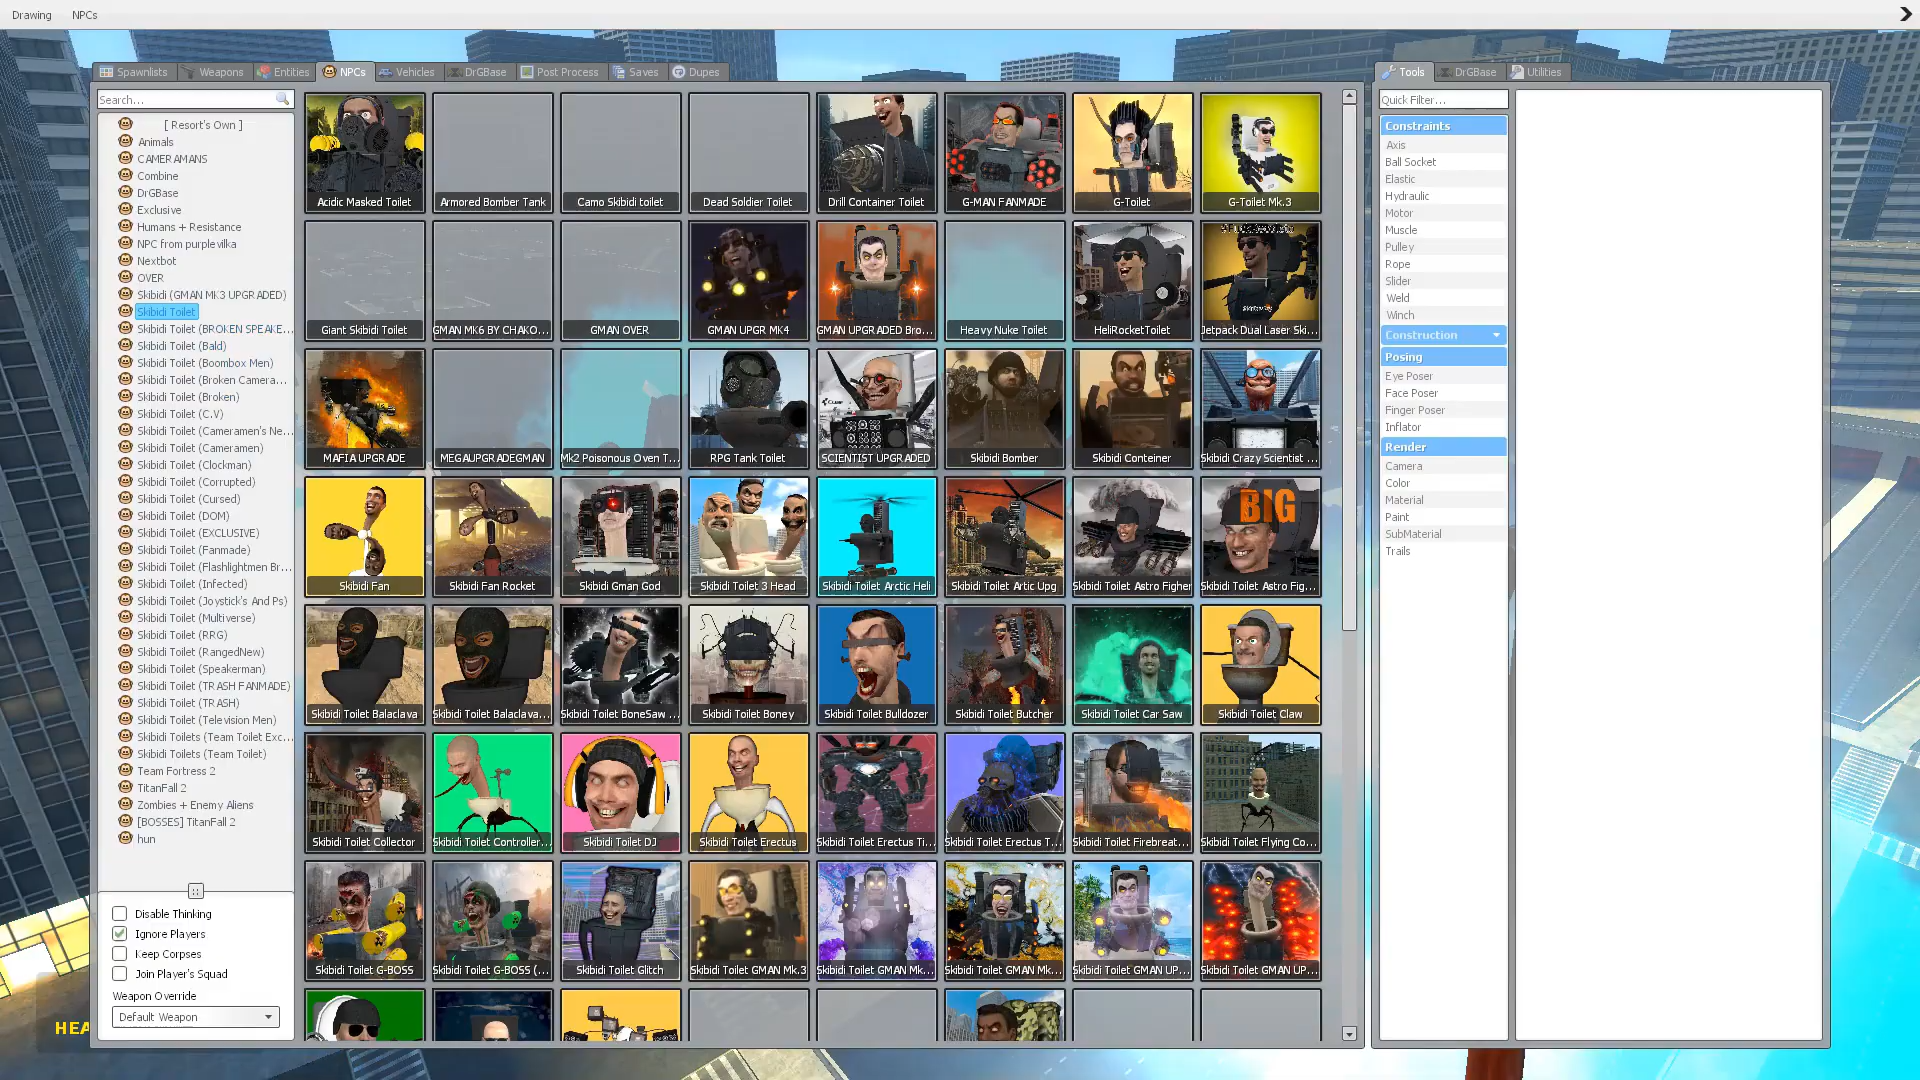 Drawing NPCs
Spawnlists Weapons Entities NPCs Vehicles DrGBase Post Process Saves Dupes
Search...
[ Resort's Own ]
Animals
CAMERAMANS
Combine
DrGBase
Exclusive
Humans + Resistance
NPC from purplevilka
Nextbot
OVER
Skibidi (GMAN MK3 UPGRADED)
Skibidi Toilet
Skibidi Toilet (BROKEN SPEAKE...
Skibidi Toilet (Bald)
Skibidi Toilet (Boombox Men)
Skibidi Toilet (Broken Camera...
Skibidi Toilet (Broken)
Skibidi Toilet (C.V)
Skibidi Toilet (Cameramen's Ne...
Skibidi Toilet (Cameramen)
Skibidi Toilet (Clockman)
Skibidi Toilet (Corrupted)
Skibidi Toilet (Cursed)
Skibidi Toilet (DOM)
Skibidi Toilet (EXCLUSIVE)
Skibidi Toilet (Fanmade)
Skibidi Toilet (Flashlightmen Br...
Skibidi Toilet (Infected)
Skibidi Toilet (Joystick's And Ps)
Skibidi Toilet (Multiverse)
Skibidi Toilet (RRG)
Skibidi Toilet (RangedNew)
Skibidi Toilet (Speakerman)
Skibidi Toilet (TRASH FANMADE)
Skibidi Toilet (TRASH)
Skibidi Toilet (Television Men)
Skibidi Toilets (Team Toilet Exc...
Skibidi Toilets (Team Toilet)
Team Fortress 2
TitanFall 2
Zombies + Enemy Aliens
[BOSSES] TitanFall 2
hun
Disable Thinking
Ignore Players
Keep Corpses
Join Player's Squad
Weapon Override
Default Weapon
HEA
Acidic Masked Toilet Armored Bomber Tank Camo Skibidi toilet Dead Soldier Toilet Drill Container Toilet G-MAN FANMADE G-Toilet G-Toilet Mk.3
Giant Skibidi Toilet GMAN MK6 BY CHAKO... GMAN OVER GMAN UPGR MK4 GMAN UPGRADED Bro... Heavy Nuke Toilet HeliRocketToilet Jetpack Dual Laser Ski...
MAFIA UPGRADE MEGAUPGRADEGMAN Mk2 Poisonous Oven T... RPG Tank Toilet SCIENTIST UPGRADED Skibidi Bomber Skibidi Conteiner Skibidi Crazy Scientist ...
BIG
Skibidi Fan Skibidi Fan Rocket Skibidi Gman God Skibidi Toilet 3 Head Skibidi Toilet Arctic Heli Skibidi Toilet Artic Upg Skibidi Toilet Astro Figher Skibidi Toilet Astro Fig...
Skibidi Toilet Balaclava Skibidi Toilet Balaclava... Skibidi Toilet BoneSaw ... Skibidi Toilet Boney Skibidi Toilet Bulldozer Skibidi Toilet Butcher Skibidi Toilet Car Saw Skibidi Toilet Claw
Skibidi Toilet Collector Skibidi Toilet Controller... Skibidi Toilet DJ Skibidi Toilet Erectus Skibidi Toilet Erectus Ti... Skibidi Toilet Erectus T... Skibidi Toilet Firebreat... Skibidi Toilet Flying Co...
Skibidi Toilet G-BOSS Skibidi Toilet G-BOSS (... Skibidi Toilet Glitch Skibidi Toilet GMAN Mk.3 Skibidi Toilet GMAN Mk... Skibidi Toilet GMAN Mk... Skibidi Toilet GMAN UP... Skibidi Toilet GMAN UP...
Tools DrGBase Utilities
Quick Filter...
Constraints
Axis
Ball Socket
Elastic
Hydraulic
Motor
Muscle
Pulley
Rope
Slider
Weld
Winch
Construction
Posing
Eye Poser
Face Poser
Finger Poser
Inflator
Render
Camera
Color
Material
Paint
SubMaterial
Trails